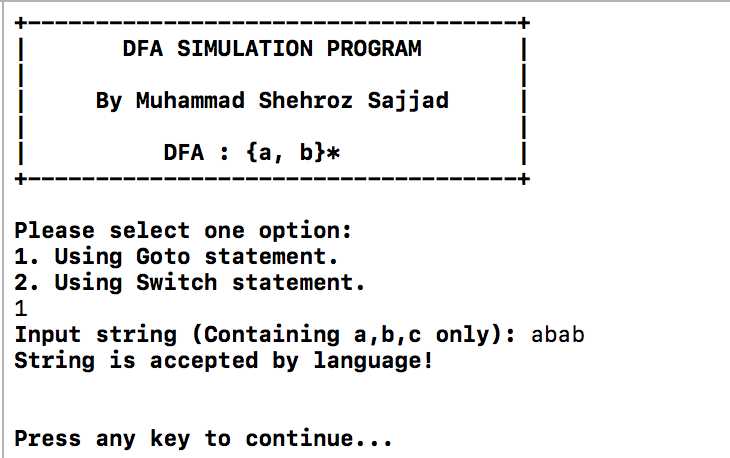 +------------------------------------+
| DFA SIMULATION PROGRAM |
| |
| By Muhammad Shehroz Sajjad |
| |
| DFA : {a, b}* |
+------------------------------------+
Please select one option:
1. Using Goto statement.
2. Using Switch statement.
1
Input string (Containing a,b,c only): abab
String is accepted by language!
Press any key to continue...